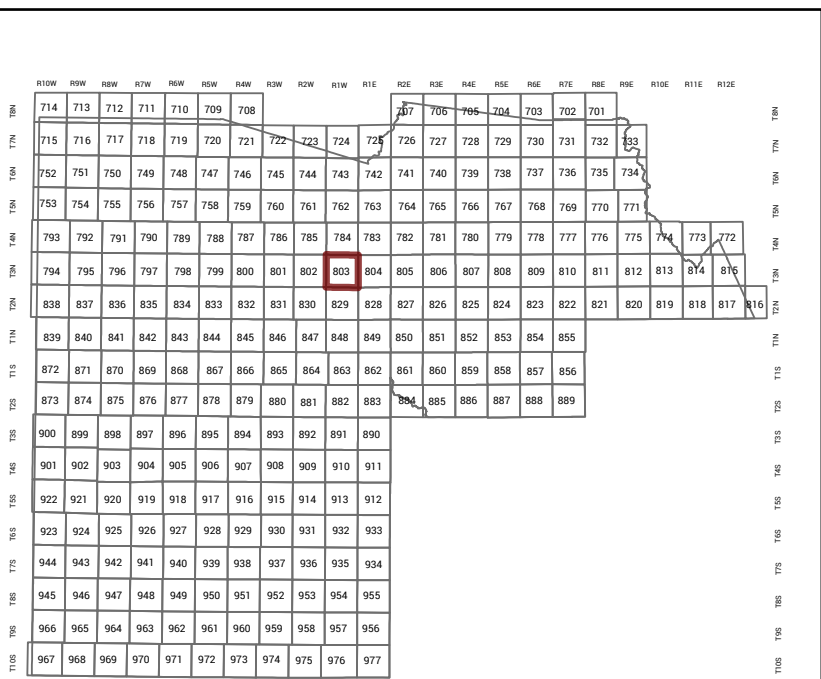 R10W R9W R8W R7W R6W R5W R4W R3W R2W R1W R1E R2E R3E R4E R5E R6E R7E R8E R9E R10E R11E R12E
T8N 714 713 712 711 710 709 708 707 706 705 704 703 702 701 T8N
T7N 715 716 717 718 719 720 721 722 723 724 725 726 727 728 729 730 731 732 733 T7N
T6N 752 751 750 749 748 747 746 745 744 743 742 741 740 739 738 737 736 735 734 T6N
T5N 753 754 755 756 757 758 759 760 761 762 763 764 765 766 767 768 769 770 771 T5N
T4N 793 792 791 790 789 788 787 786 785 784 783 782 781 780 779 778 777 776 775 774 773 772 T4N
T3N 794 795 796 797 798 799 800 801 802 803 804 805 806 807 808 809 810 811 812 813 814 815 T3N
T2N 838 837 836 835 834 833 832 831 830 829 828 827 826 825 824 823 822 821 820 819 818 817 816 T2N
T1N 839 840 841 842 843 844 845 846 847 848 849 850 851 852 853 854 855 T1N
T1S 872 871 870 869 868 867 866 865 864 863 862 861 860 859 858 857 856 T1S
T2S 873 874 875 876 877 878 879 880 881 882 883 884 885 886 887 888 889 T2S
T3S 900 899 898 897 896 895 894 893 892 891 890 T3S
T4S 901 902 903 904 905 906 907 908 909 910 911 T4S
T5S 922 921 920 919 918 917 916 915 914 913 912 T5S
T6S 923 924 925 926 927 928 929 930 931 932 933 T6S
T7S 944 943 942 941 940 939 938 937 936 935 934 T7S
T8S 945 946 947 948 949 950 951 952 953 954 955 T8S
T9S 966 965 964 963 962 961 960 959 958 957 956 T9S
T10S 967 968 969 970 971 972 973 974 975 976 977 T10S